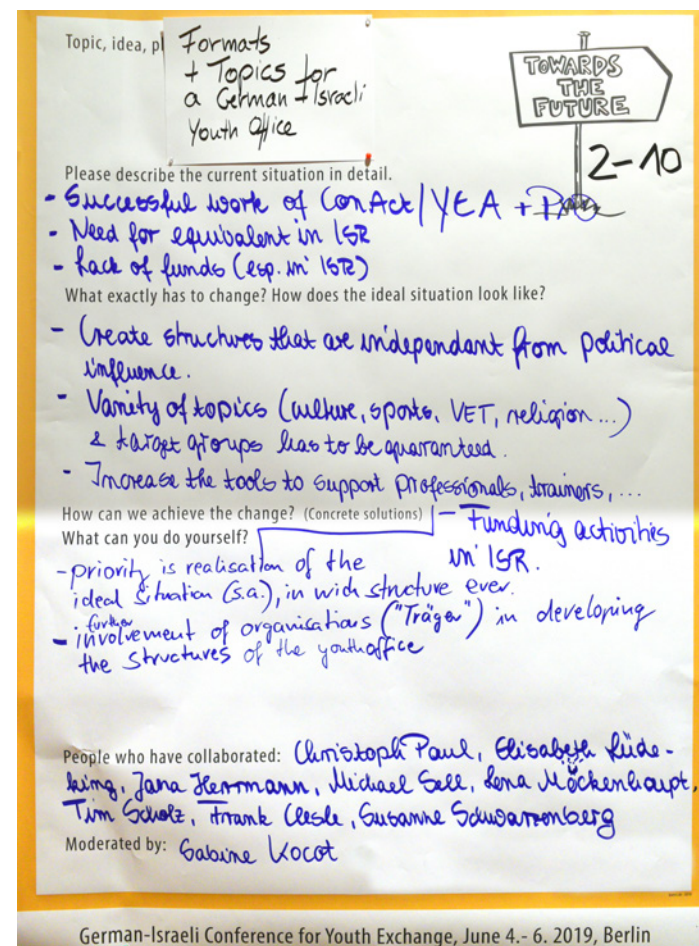 Topic, idea, pl
Formats
+ Topics for
a German-Israeli
Youth Office
TOWARDS
THE
FUTURE
2-10
Please describe the current situation in detail.
- Successful work of ConAct/YEA +
- Need for equivalent in ISR
- Lack of funds (esp. in ISR)
What exactly has to change? How does the ideal situation look like?
- Create structures that are independant from political
influence.
- Variety of topics (culture, sports, VET, religion ...)
& target groups has to be guaranteed.
- Increase the tools to support professionals, trainers, ...
How can we achieve the change? (Concrete solutions)
- Funding activities
in ISR.
What can you do yourself?
- priority is realisation of the
ideal situation (s.a.), in wich structure ever.
- further involvement of organisations ("Träger") in developing
the structures of the youthoffice
People who have collaborated: Christoph Paul, Elisabeth Lüde-
king, Jana Herrmann, Michael Sell, Lena Möckenhaupt,
Tim Scholz, Frank, Susanne Schwarzenberg
Moderated by: Sabine Kocot
German-Israeli Conference for Youth Exchange, June 4.- 6. 2019, Berlin